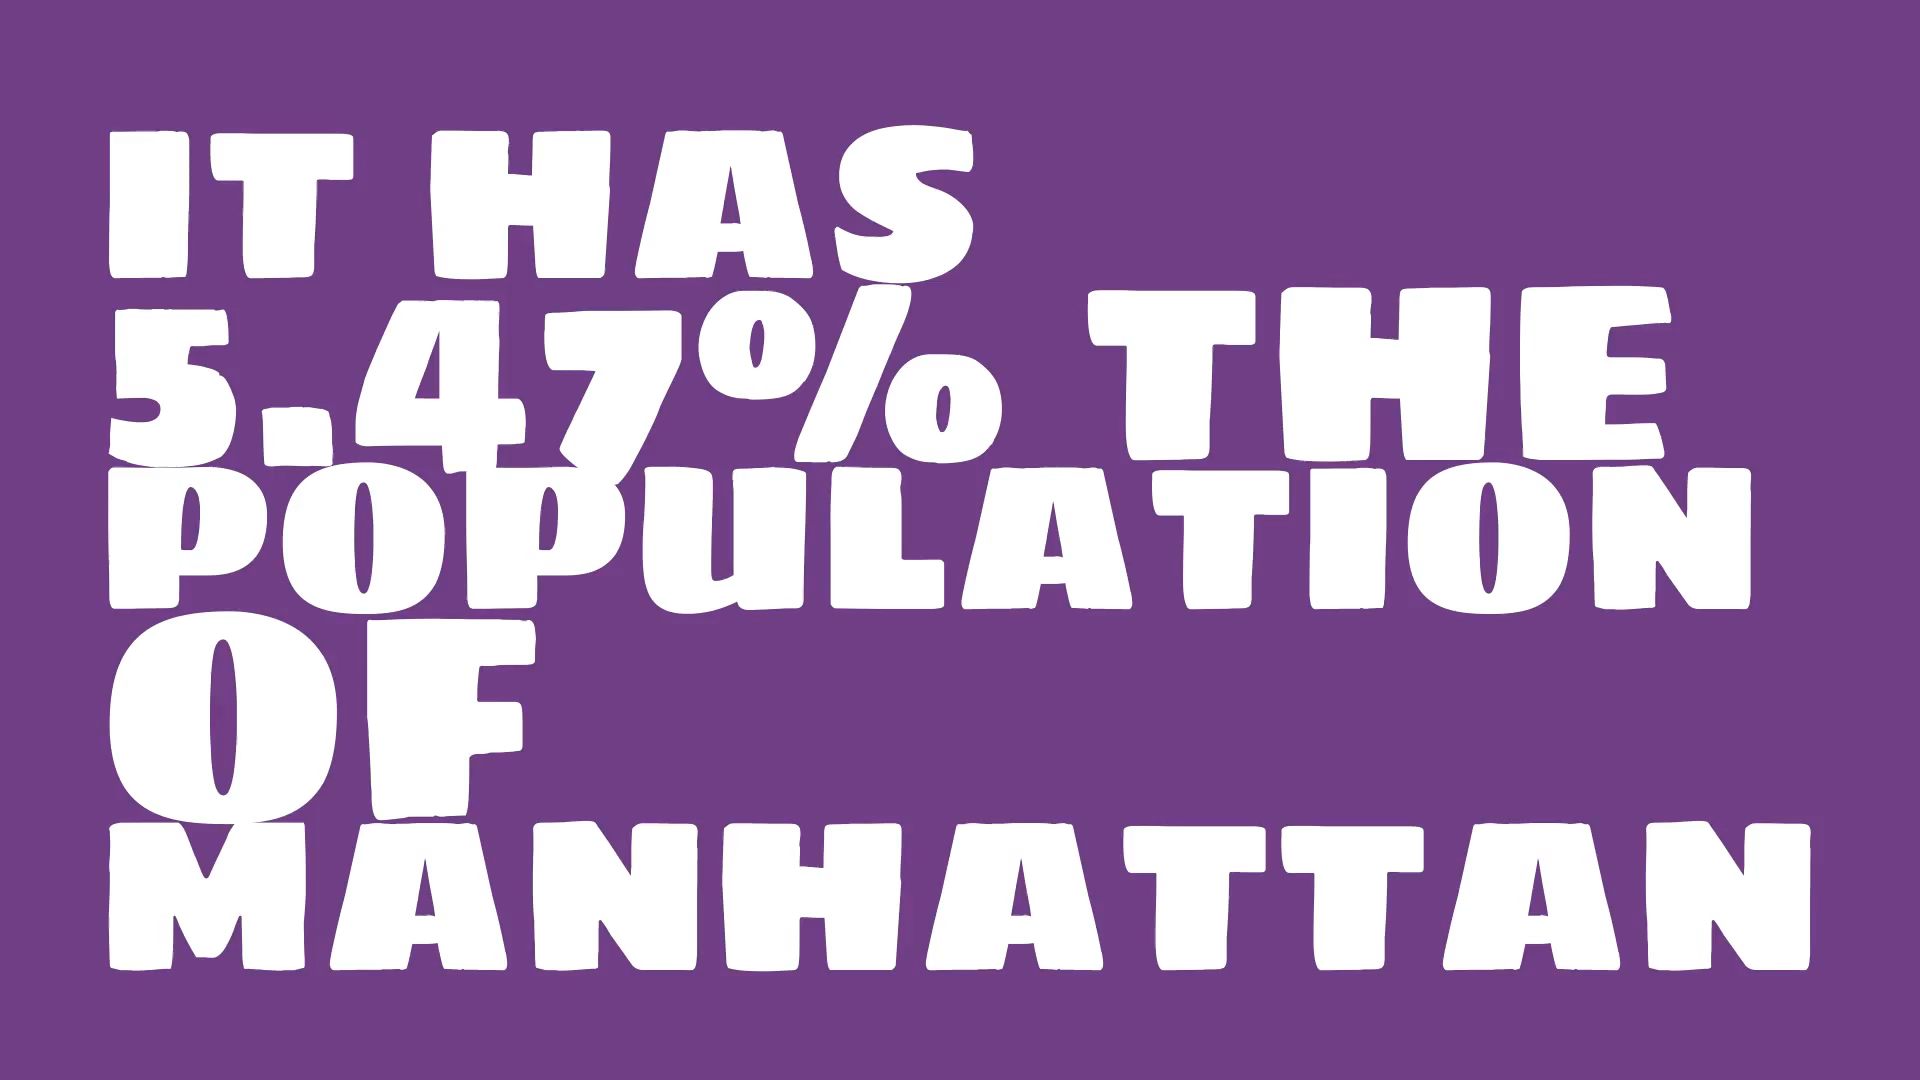 IT HAS
5.47% THE
POPULATION
OF
MANHATTAN